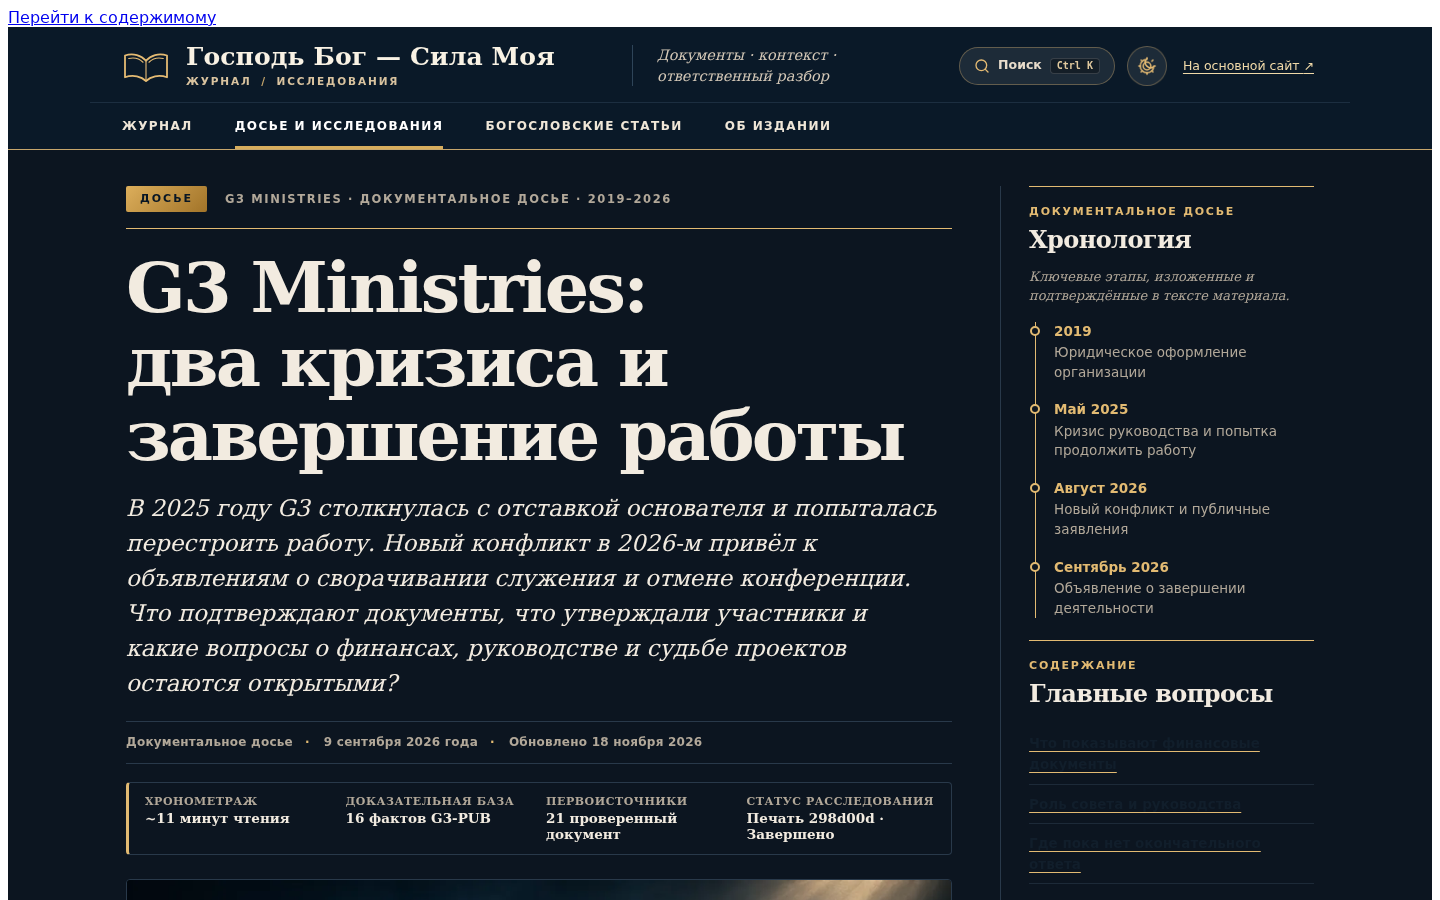 Перейти к содержимому
Господь Бог — Сила Моя
ЖУРНАЛ / ИССЛЕДОВАНИЯ
Документы · контекст ·
ответственный разбор
Поиск Ctrl K
На основной сайт ↗
ЖУРНАЛ
ДОСЬЕ И ИССЛЕДОВАНИЯ
БОГОСЛОВСКИЕ СТАТЬИ
ОБ ИЗДАНИИ
ДОСЬЕ
G3 MINISTRIES · ДОКУМЕНТАЛЬНОЕ ДОСЬЕ · 2019–2026
G3 Ministries:
два кризиса и
завершение работы
В 2025 году G3 столкнулась с отставкой основателя и попыталась
перестроить работу. Новый конфликт в 2026-м привёл к
объявлениям о сворачивании служения и отмене конференции.
Что подтверждают документы, что утверждали участники и
какие вопросы о финансах, руководстве и судьбе проектов
остаются открытыми?
Документальное досье · 9 сентября 2026 года · Обновлено 18 ноября 2026
ХРОНОМЕТРАЖ
~11 минут чтения
ДОКАЗАТЕЛЬНАЯ БАЗА
16 фактов G3-PUB
ПЕРВОИСТОЧНИКИ
21 проверенный
документ
СТАТУС РАССЛЕДОВАНИЯ
Печать 298d00d ·
Завершено
ДОКУМЕНТАЛЬНОЕ ДОСЬЕ
Хронология
Ключевые этапы, изложенные и
подтверждённые в тексте материала.
2019
Юридическое оформление
организации
Май 2025
Кризис руководства и попытка
продолжить работу
Август 2026
Новый конфликт и публичные
заявления
Сентябрь 2026
Объявление о завершении
деятельности
СОДЕРЖАНИЕ
Главные вопросы
Что показывают финансовые
документы
Роль совета и руководства
Где пока нет окончательного
ответа